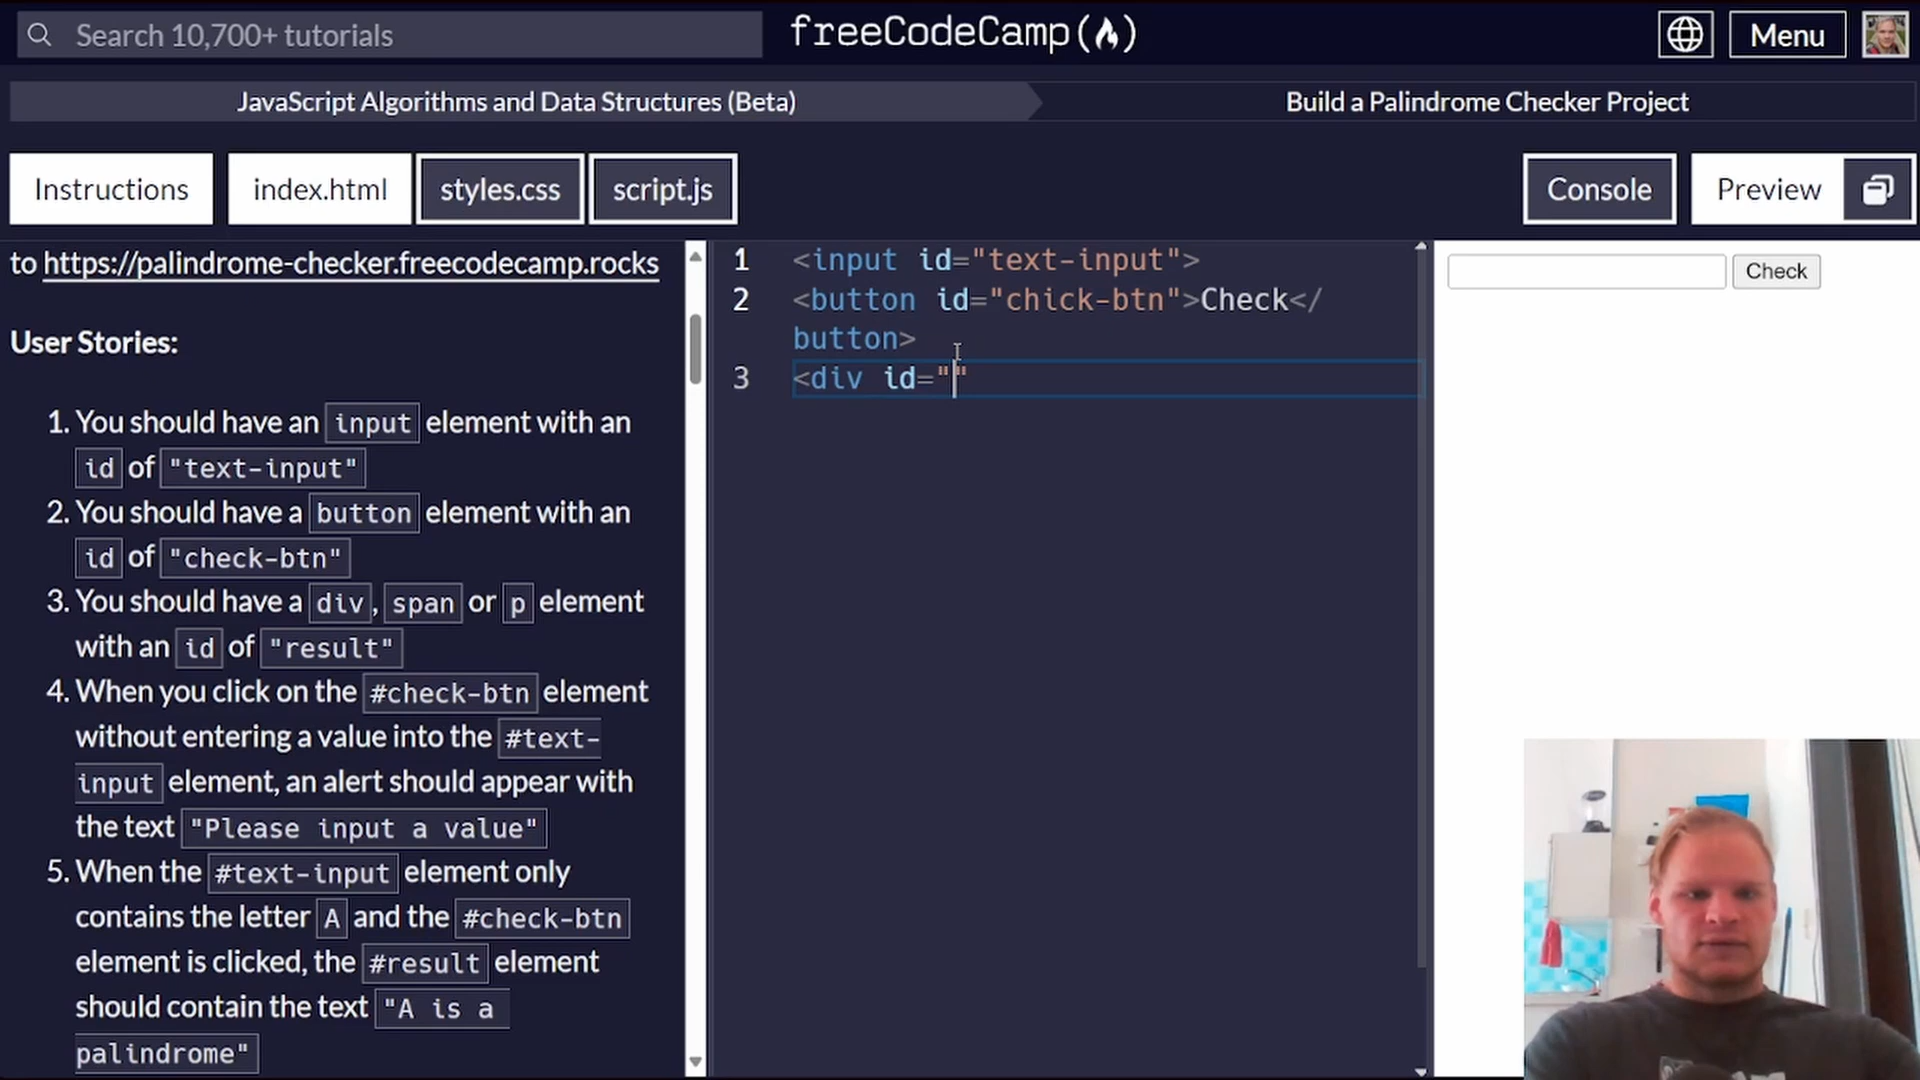 Search 10,700+ tutorials
freeCodeCamp
Menu
JavaScript Algorithms and Data Structures (Beta)
Build a Palindrome Checker Project
Instructions
index.html
styles.css
script.js
Console
Preview
to https://palindrome-checker.freecodecamp.rocks
User Stories:
1. You should have an input element with an
id of "text-input"
2. You should have a button element with an
id of "check-btn"
3. You should have a div, span or p element
with an id of "result"
4. When you click on the #check-btn element
without entering a value into the #text-
input element, an alert should appear with
the text "Please input a value"
5. When the #text-input element only
contains the letter A and the #check-btn
element is clicked, the #result element
should contain the text "A is a
palindrome"
1 <input id="text-input">
2 <button id="chick-btn">Check</
button>
3 <div id=""
Check